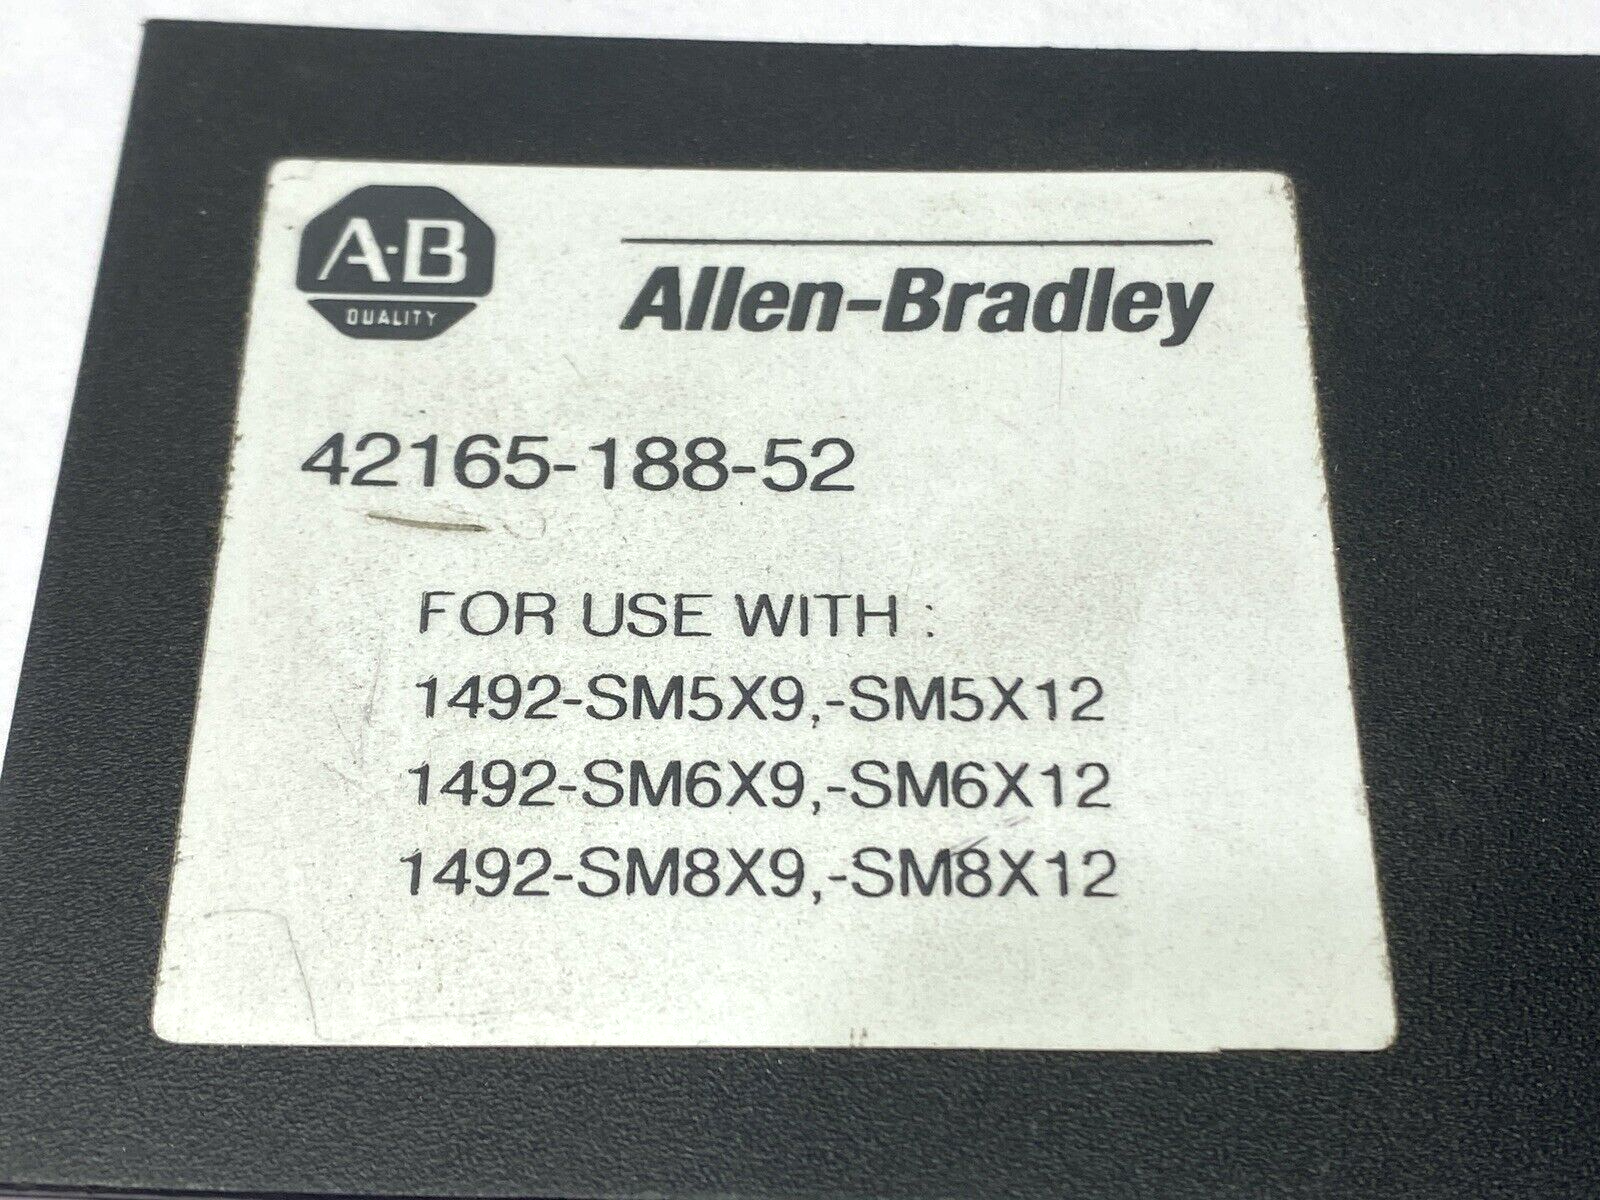 A-B
QUALITY
Allen-Bradley
42165-188-52
FOR USE WITH :
1492-SM5X9,-SM5X12
1492-SM6X9,-SM6X12
1492-SM8X9,-SM8X12